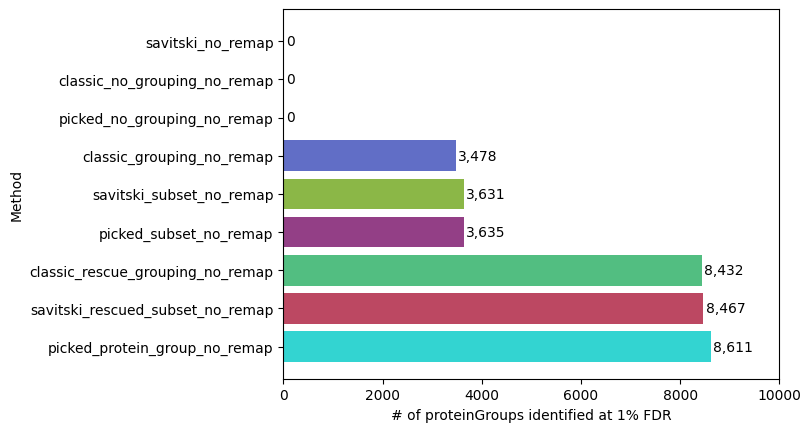 savitski_no_remap 0
classic_no_grouping_no_remap 0
picked_no_grouping_no_remap 0
classic_grouping_no_remap 3,478
savitski_subset_no_remap 3,631
picked_subset_no_remap 3,635
classic_rescue_grouping_no_remap 8,432
savitski_rescued_subset_no_remap 8,467
picked_protein_group_no_remap 8,611
Method
0 2000 4000 6000 8000 10000
# of proteinGroups identified at 1% FDR